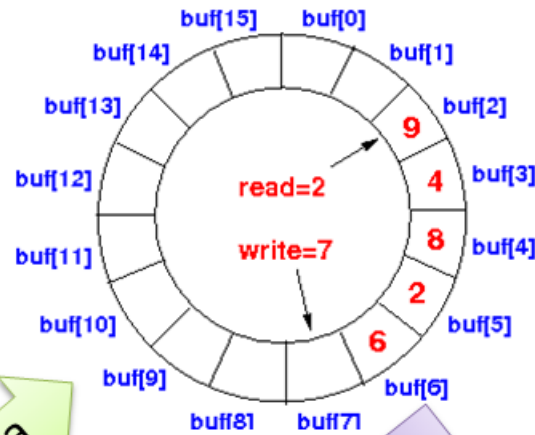 buf[15]
buf[0]
buf[14]
buf[1]
buf[13]
buf[2]
9
buf[12]
read=2
4
buf[3]
write=7
8
buf[4]
buf[11]
2
buf[10]
buf[5]
6
buf[9]
buf[6]
buf[8]
buf[7]